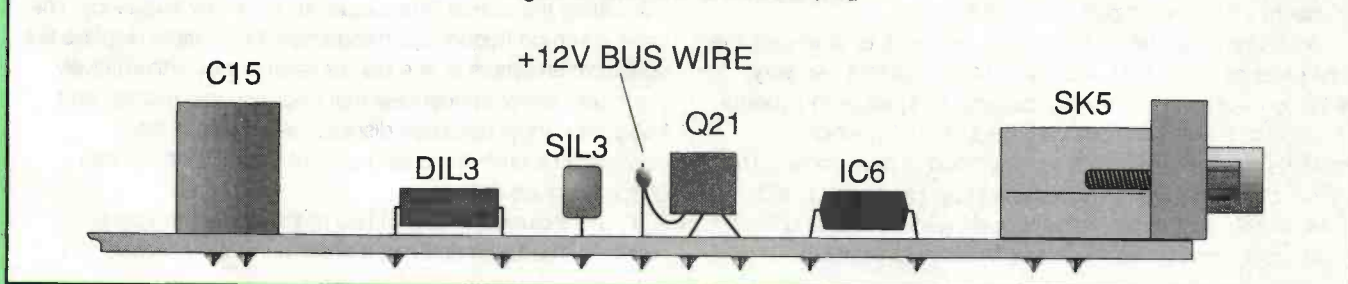 +12V BUS WIRE
C15
DIL3
SIL3
Q21
IC6
SK5